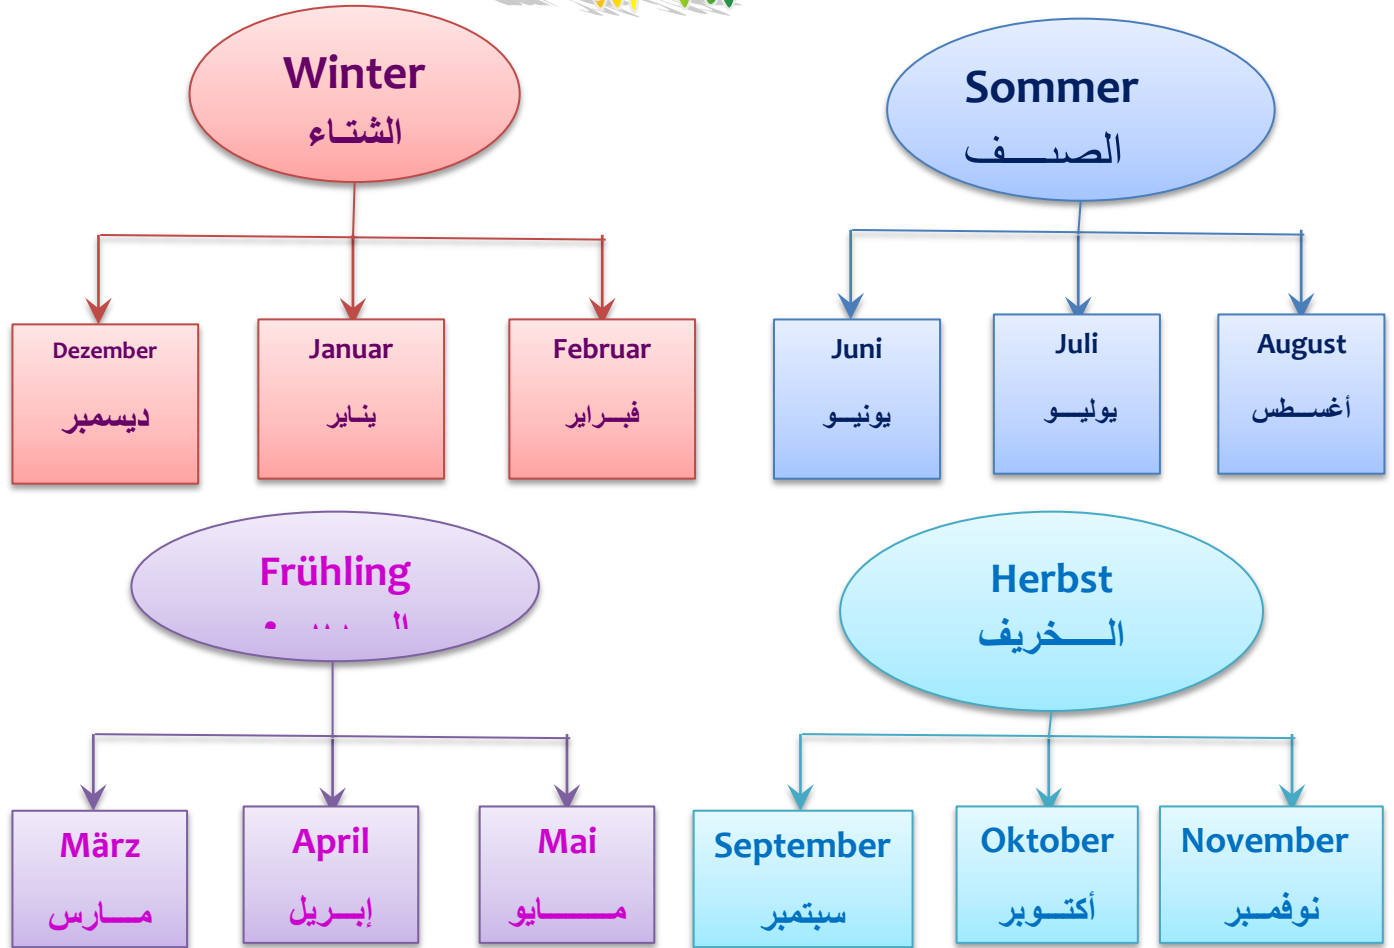 Winter
الشتاء
Sommer
الصيف
Dezember
ديسمبر
Januar
يناير
Februar
فبراير
Juni
يونيو
Juli
يوليو
August
أغسطس
Frühling
Herbst
الخريف
März
مارس
April
إبريل
Mai
مايو
September
سبتمبر
Oktober
أكتوبر
November
نوفمبر